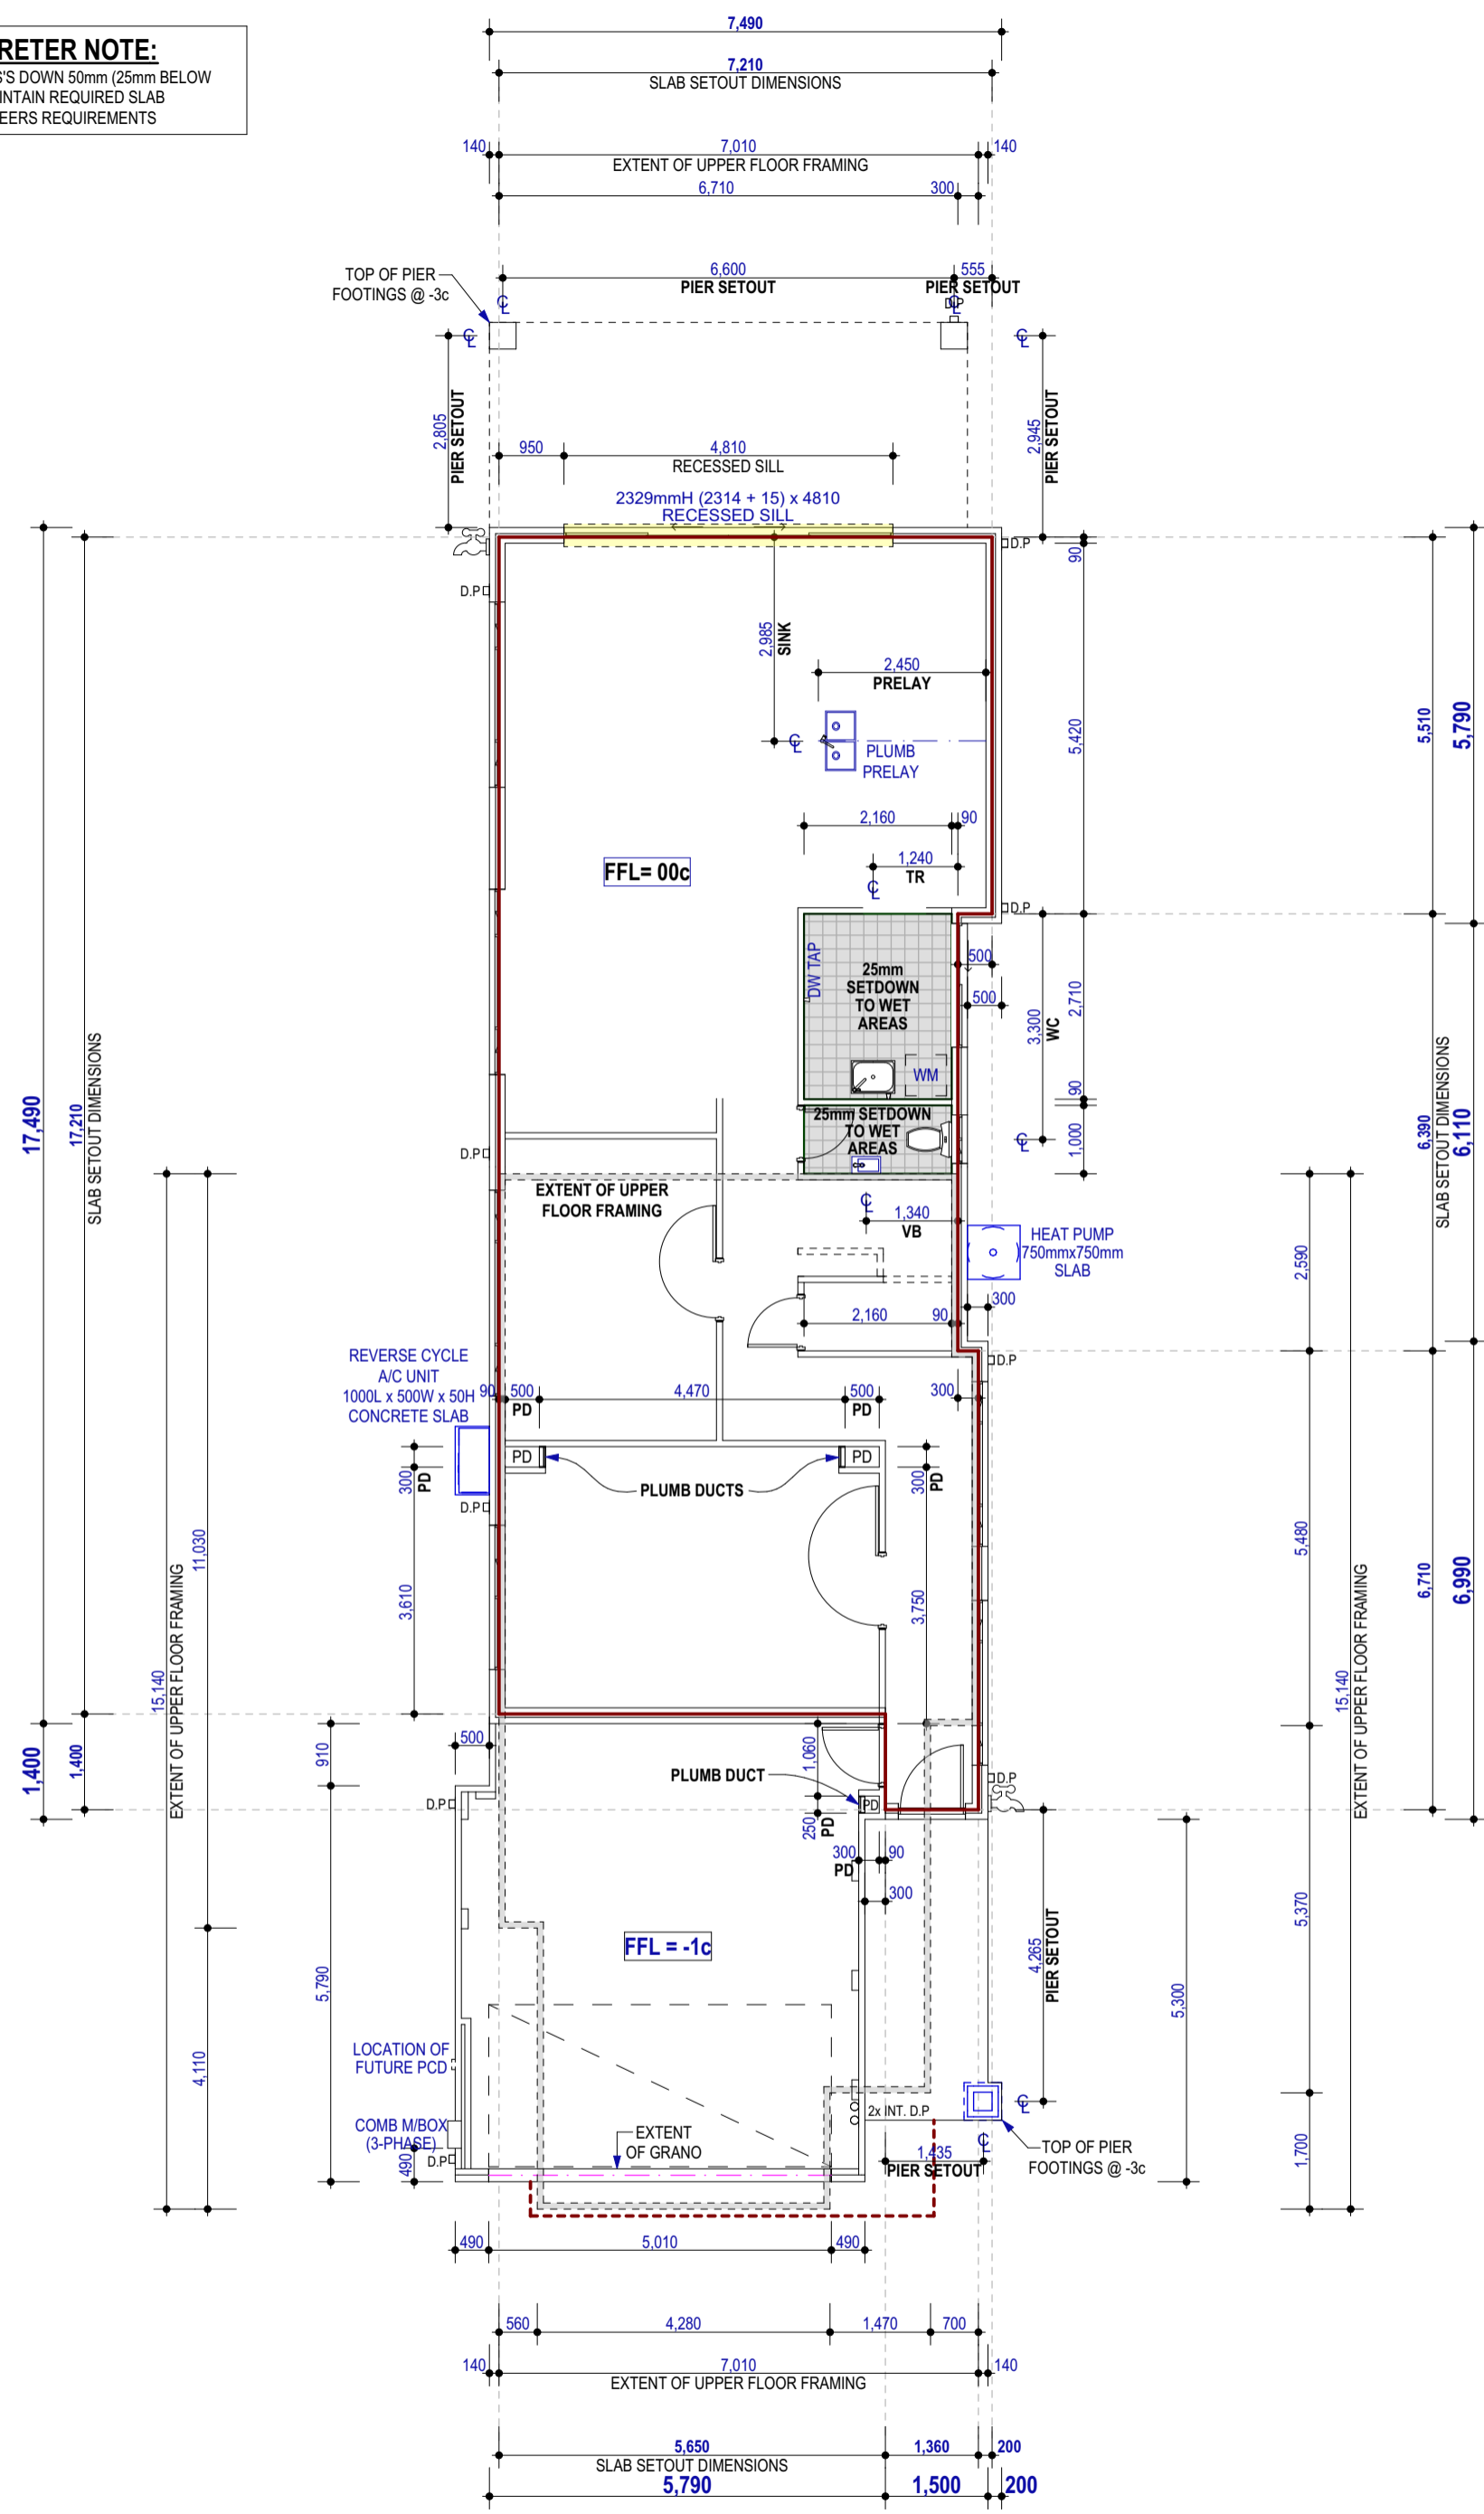 RETER NOTE:
S'S DOWN 50mm (25mm BELOW
INTAIN REQUIRED SLAB
EERS REQUIREMENTS
7,490
7,210
SLAB SETOUT DIMENSIONS
140
7,010
140
EXTENT OF UPPER FLOOR FRAMING
6,710
300
6,600
555
PIER SETOUT
PIER SETOUT
TOP OF PIER
FOOTINGS @ -3c
D.P
2,805
PIER SETOUT
2,945
PIER SETOUT
950
4,810
RECESSED SILL
2329mmH (2314 + 15) x 4810
RECESSED SILL
D.P
90
D.P
2,985
SINK
2,450
PRELAY
PLUMB
PRELAY
5,420
5,510
5,790
2,160
90
1,240
TR
FFL= 00c
D.P
DW TAP
25mm
SETDOWN
TO WET
AREAS
500
500
3,300
WC
2,710
WM
90
25mm SETDOWN
TO WET
AREAS
1,000
17,490
17,210
SLAB SETOUT DIMENSIONS
6,390
SLAB SETOUT DIMENSIONS
6,110
D.P
EXTENT OF UPPER
FLOOR FRAMING
1,340
VB
HEAT PUMP
750mmx750mm
SLAB
2,590
300
2,160
90
D.P
REVERSE CYCLE
A/C UNIT
1000L x 500W x 50H
CONCRETE SLAB
90
500
PD
4,470
500
PD
300
PD
PD
300
PD
300
PD
PLUMB DUCTS
D.P
11,030
5,480
3,610
3,750
6,710
6,990
15,140
EXTENT OF UPPER FLOOR FRAMING
15,140
EXTENT OF UPPER FLOOR FRAMING
1,400
1,400
910
500
1,060
PLUMB DUCT
PD
D.P
D.P
250
PD
300
PD
90
300
FFL = -1c
4,265
PIER SETOUT
5,300
5,370
5,790
4,110
LOCATION OF
FUTURE PCD
COMB M/BOX
(3-PHASE)
D.P
490
2x INT. D.P
EXTENT
OF GRANO
1,435
PIER SETOUT
TOP OF PIER
FOOTINGS @ -3c
1,700
490
5,010
490
560
4,280
1,470
700
140
7,010
140
EXTENT OF UPPER FLOOR FRAMING
5,650
1,360
200
SLAB SETOUT DIMENSIONS
5,790
1,500
200